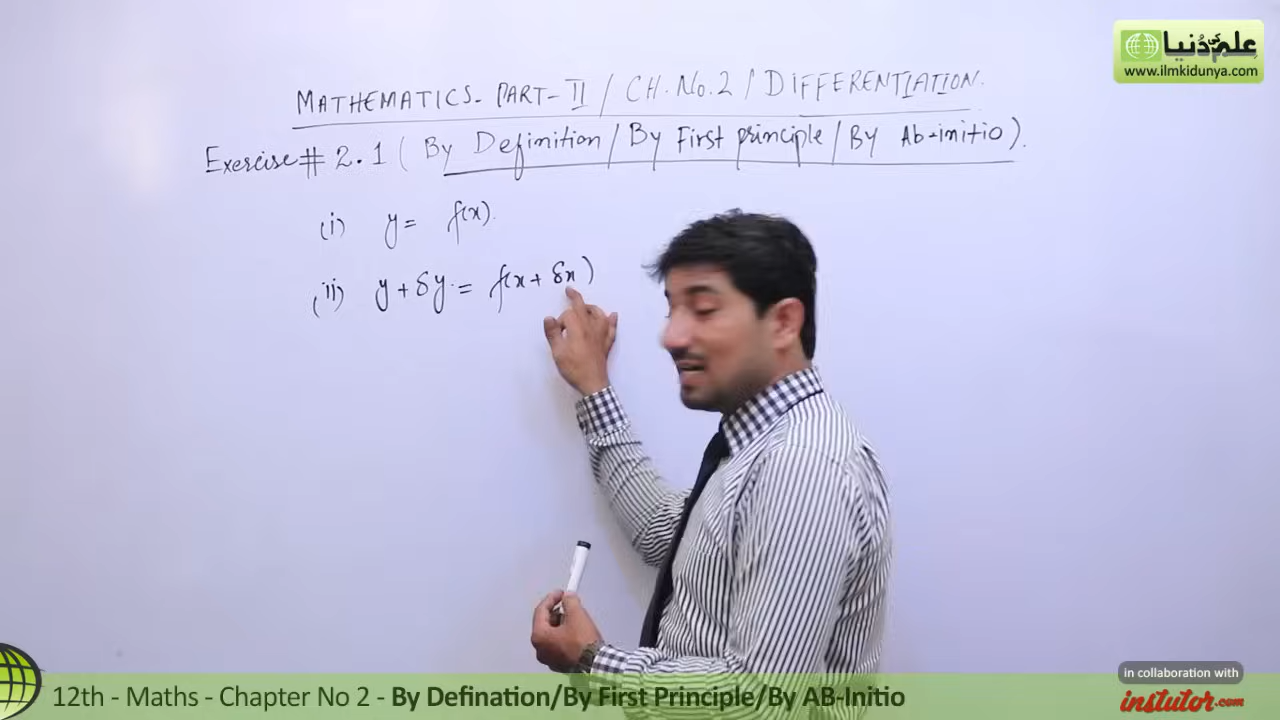 علم کی دُنیا
www.ilmkidunya.com
MATHEMATICS- PART-II / CH.No.2 / DIFFERENTIATION.
Exercise # 2.1 ( By Definition / By First principle / By Ab-initio ).
(i) y = f(x).
(ii) y + δy = f(x + δx)
12th - Maths - Chapter No 2 - By Defination/By First Principle/By AB-Initio
in collaboration with
instutor.com